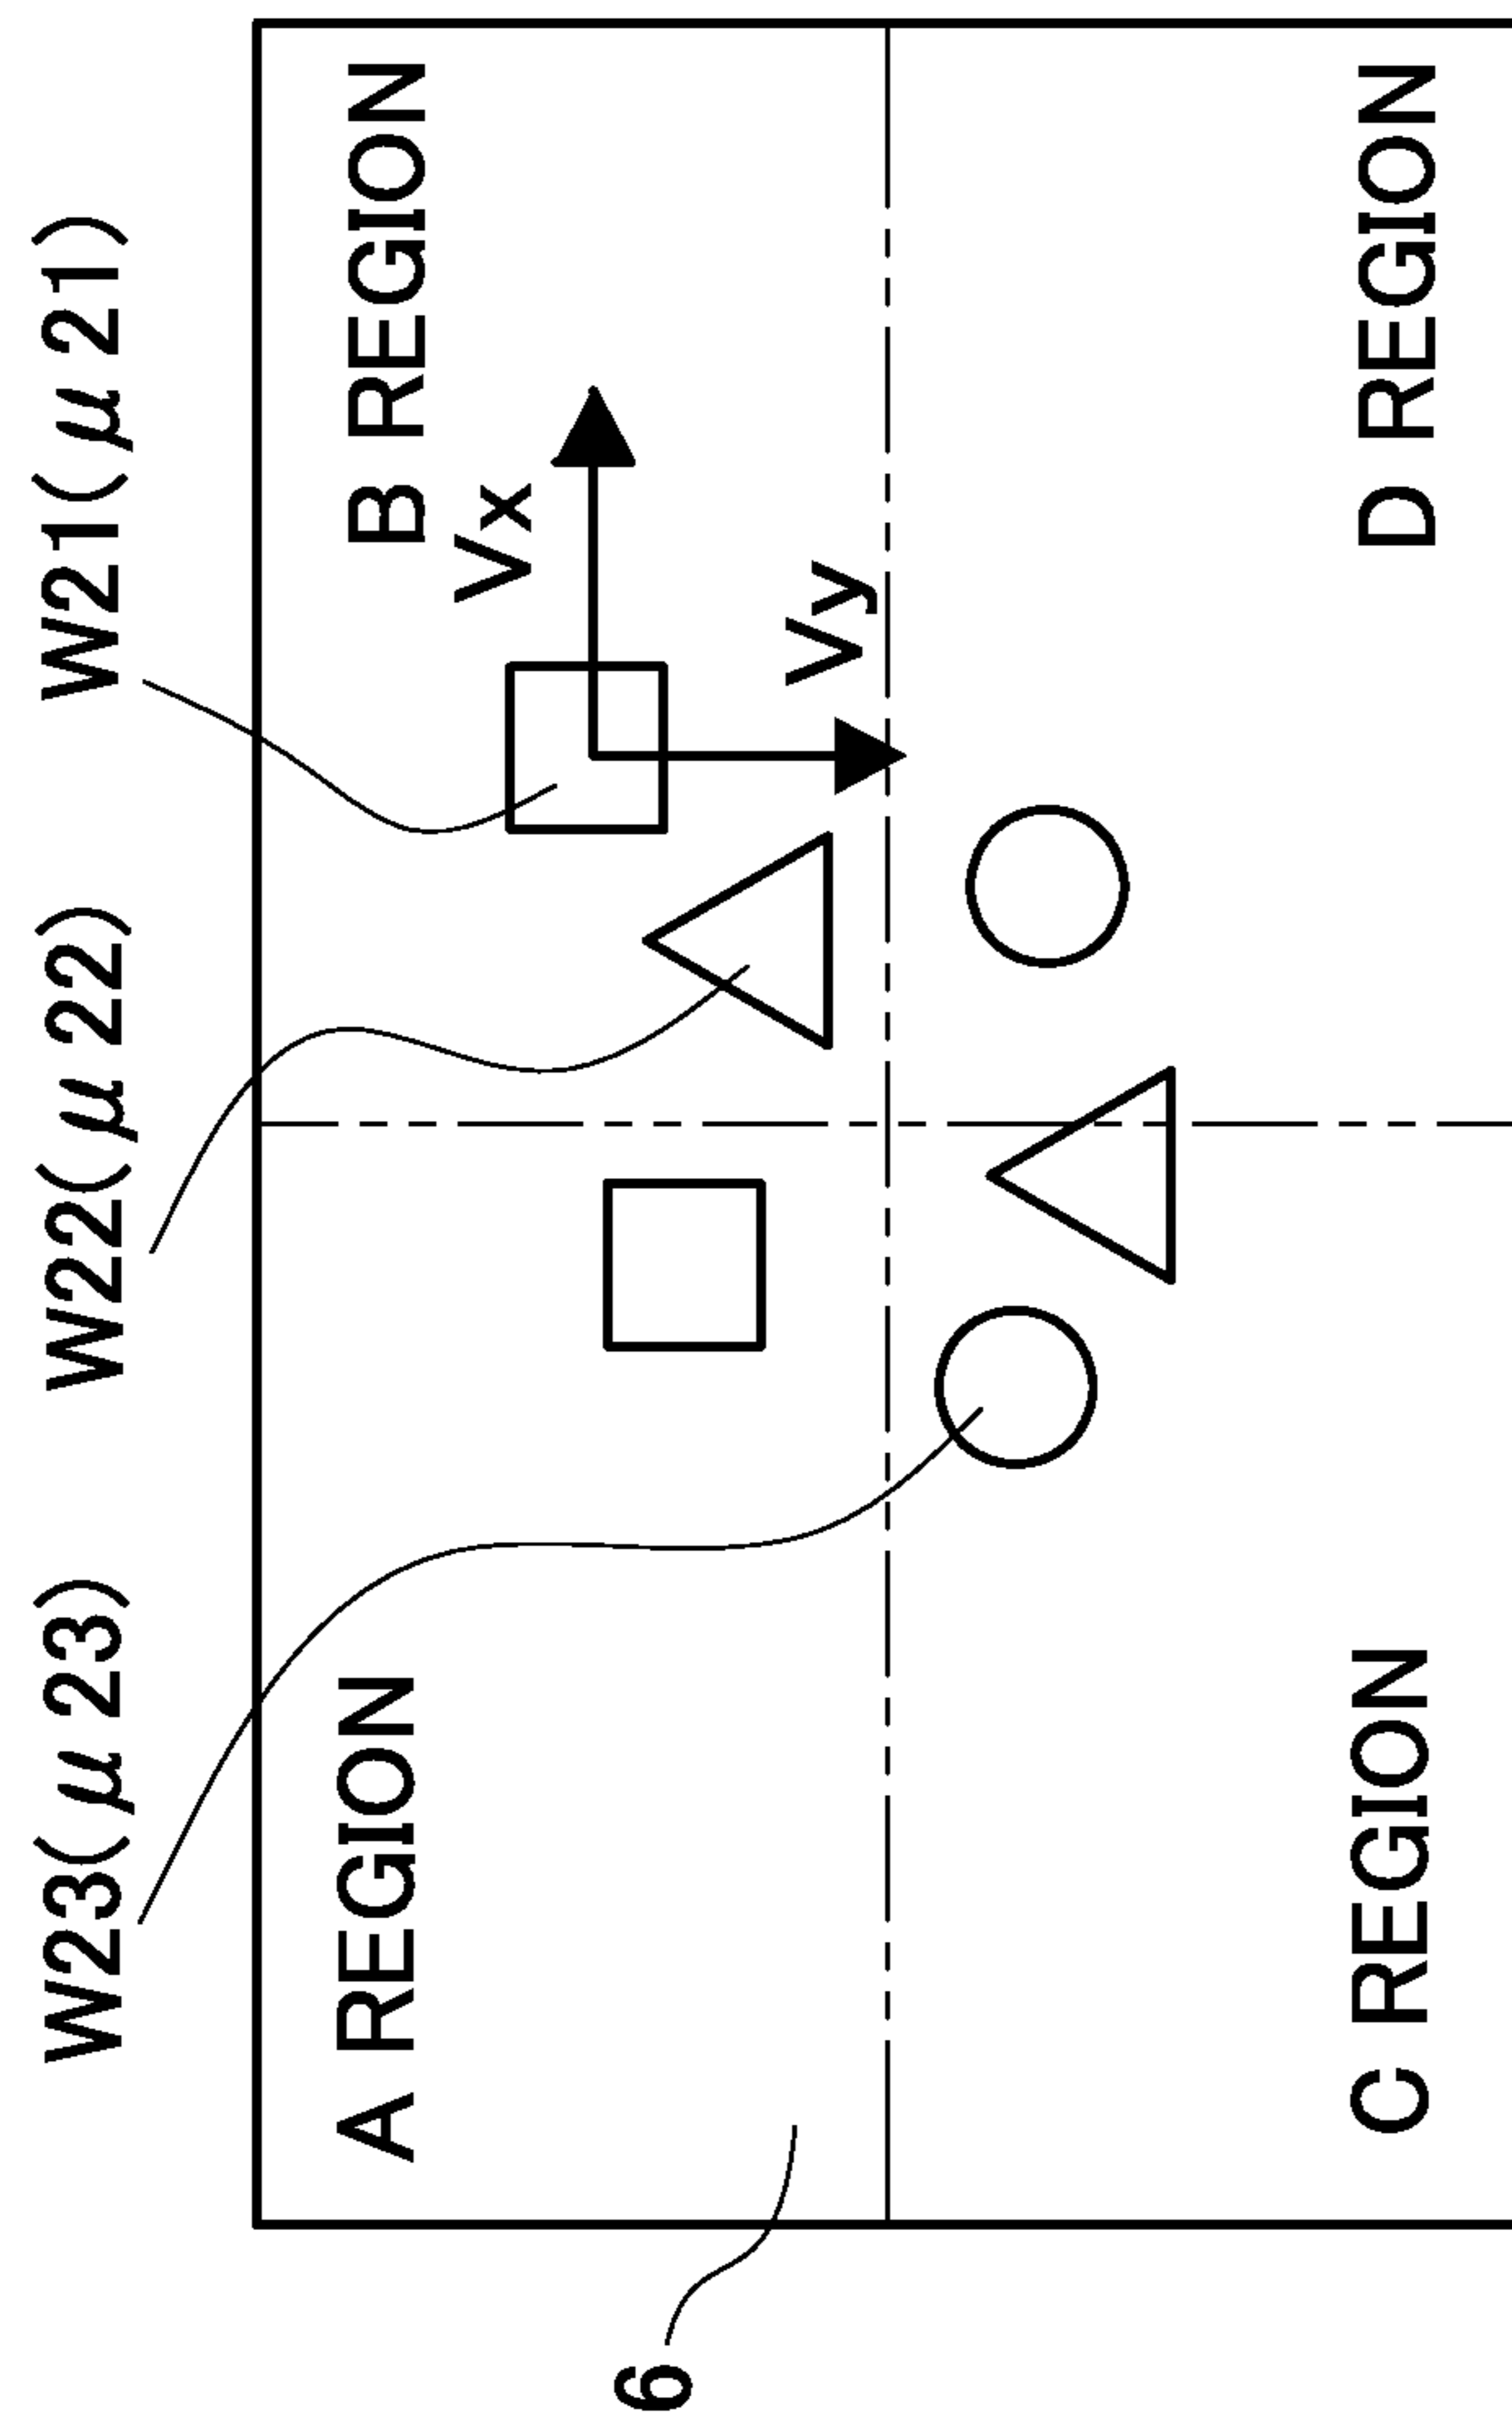 W23(μ23)
W22(μ22)
W21(μ21)
A REGION
B REGION
Vx
6
Vy
C REGION
D REGION